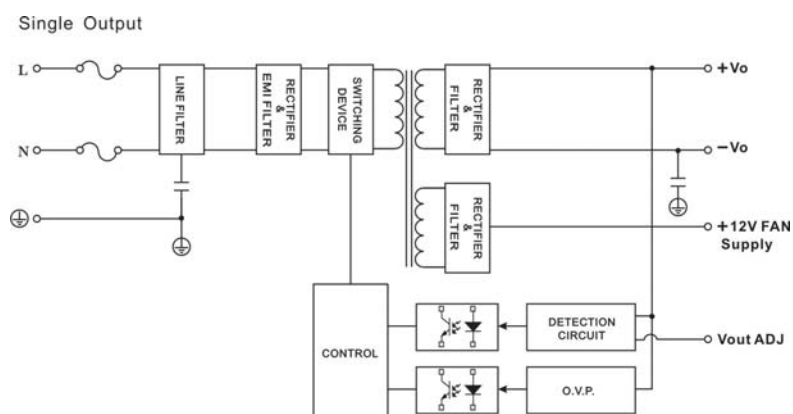 Single Output
L
N
LINE FILTER
RECTIFIER
&
EMI FILTER
SWITCHING
DEVICE
RECTIFIER
&
FILTER
+Vo
-Vo
RECTIFIER
&
FILTER
+12V FAN
Supply
CONTROL
DETECTION
CIRCUIT
Vout ADJ
O.V.P.